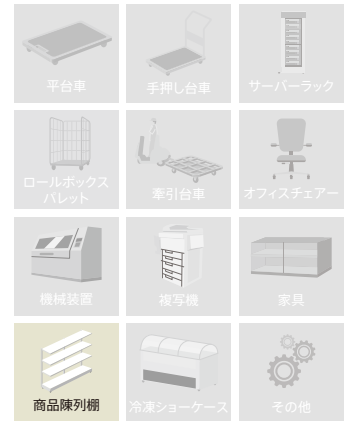 平台車
手押し台車
サーバーラック
ロールボックス
パレット
牽引台車
オフィスチェアー
機械装置
複写機
家具
商品陳列棚
冷凍ショーケース
その他